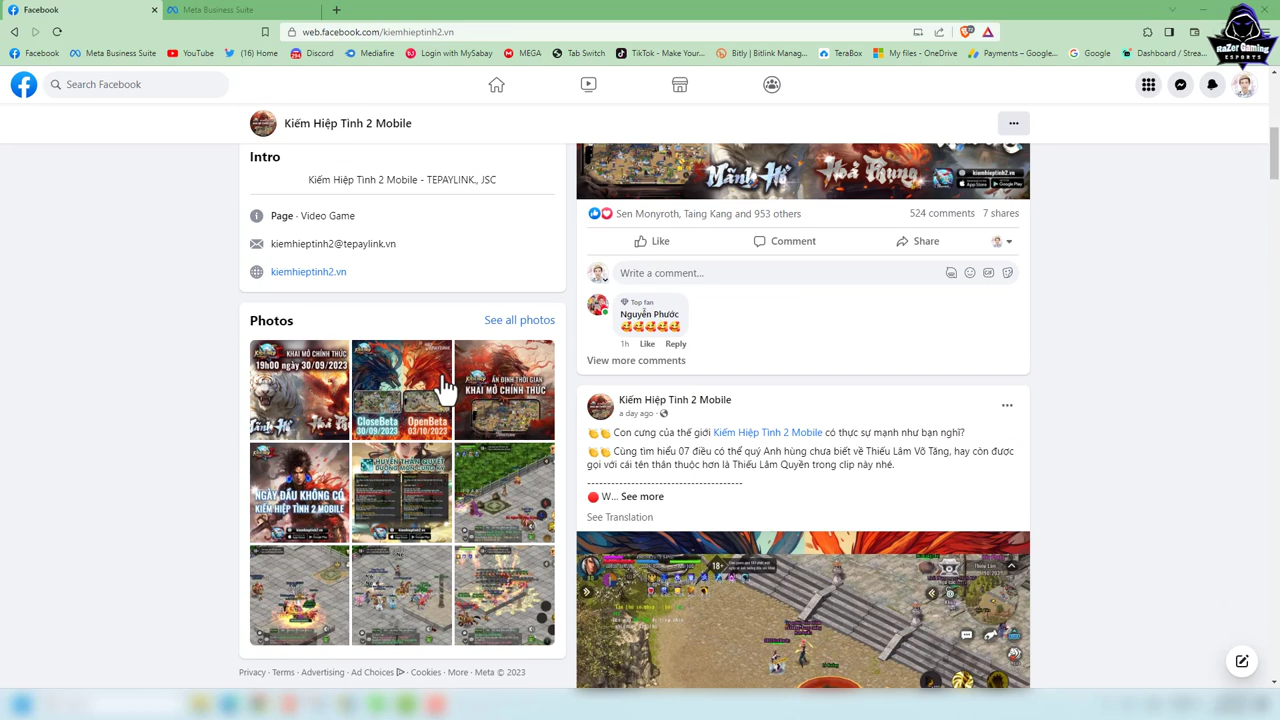 Facebook
Meta Business Suite
web.facebook.com/kiemhieptinh2.vn
Facebook
Meta Business Suite
YouTube
(16) Home
Discord
Mediafire
Login with MySabay
MEGA
Tab Switch
TikTok - Make Your...
Bitly | Bitlink Manag...
TeraBox
My files - OneDrive
Payments – Google...
Google
Dashboard / Strea...
RaZer Gaming
ESPORTS
Search Facebook
Kiếm Hiệp Tình 2 Mobile
Intro
Kiếm Hiệp Tình 2 Mobile - TEPAYLINK., JSC
Page · Video Game
kiemhieptinh2@tepaylink.vn
kiemhieptinh2.vn
Photos
See all photos
KHAI MỞ CHÍNH THỨC
19h00 ngày 30/09/2023
CloseBeta
30/09/2023
OpenBeta
03/10/2023
ẤN ĐỊNH THỜI GIAN
KHAI MỞ CHÍNH THỨC
NGÀY ĐẦU KHÔNG CÓ
KIẾM HIỆP TÌNH 2 MOBILE
Privacy · Terms · Advertising · Ad Choices · Cookies · More · Meta © 2023
Mãnh Hổ
Hoả Phụng
kiemhieptinh2.vn
App Store
Google Play
Sen Monyroth, Taing Kang and 953 others
524 comments
7 shares
Like
Comment
Share
Write a comment...
Top fan
Nguyễn Phước
1h
Like
Reply
View more comments
Kiếm Hiệp Tình 2 Mobile
a day ago ·
Con cưng của thế giới Kiếm Hiệp Tình 2 Mobile có thực sự mạnh như bạn nghĩ?
Cùng tìm hiểu 07 điều có thể quý Anh hùng chưa biết về Thiếu Lâm Võ Tăng, hay còn được
gọi với cái tên thân thuộc hơn là Thiếu Lâm Quyền trong clip này nhé.
----------------------------------
W... See more
See Translation
18+